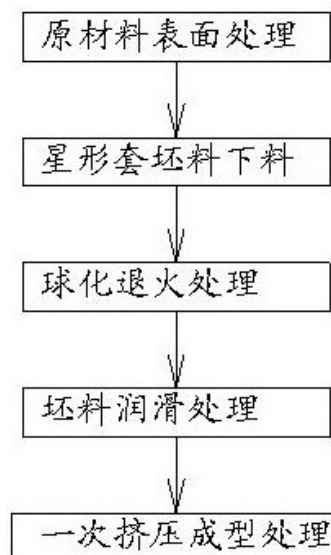 原材料表面处理
星形套坯料下料
球化退火处理
坯料润滑处理
一次挤压成型处理